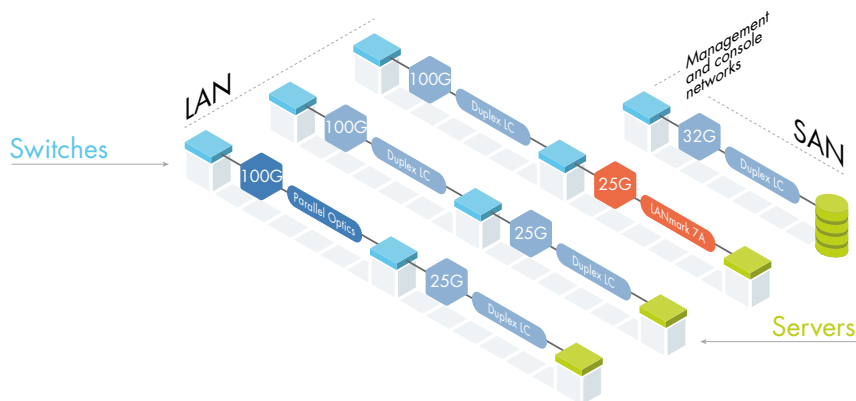 LAN
Switches
100G
Duplex LC
25G
LANmark 7A
100G
Duplex LC
25G
Duplex LC
100G
Parallel Optics
25G
Duplex LC
Management
and console
networks
SAN
32G
Duplex LC
Servers